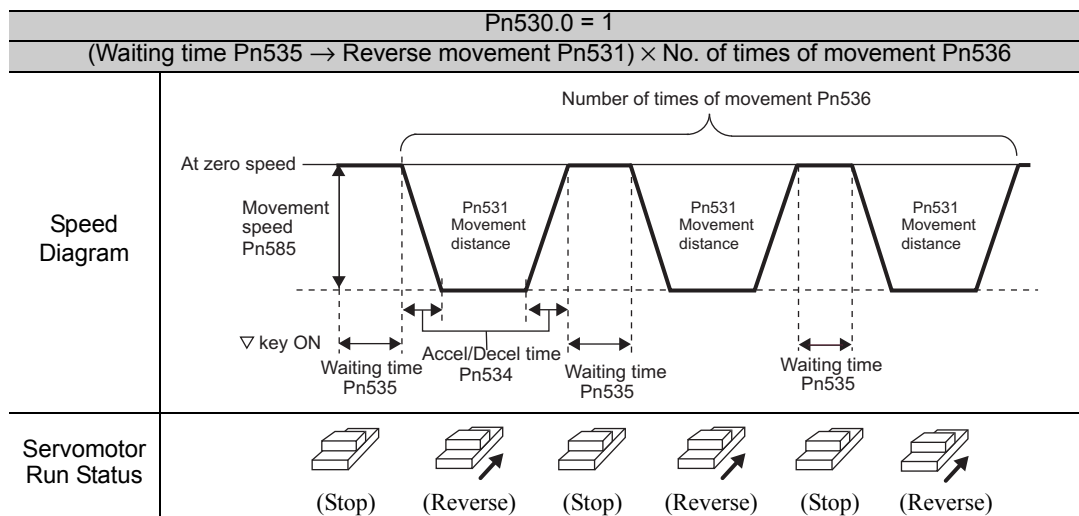 Pn530.0 = 1
(Waiting time Pn535 → Reverse movement Pn531) × No. of times of movement Pn536
Speed
Diagram
Number of times of movement Pn536
At zero speed
Movement
speed
Pn585
Pn531
Movement
distance
Pn531
Movement
distance
Pn531
Movement
distance
▽ key ON
Waiting time
Pn535
Accel/Decel time
Pn534
Waiting time
Pn535
Waiting time
Pn535
Servomotor
Run Status
(Stop) (Reverse) (Stop) (Reverse) (Stop) (Reverse)